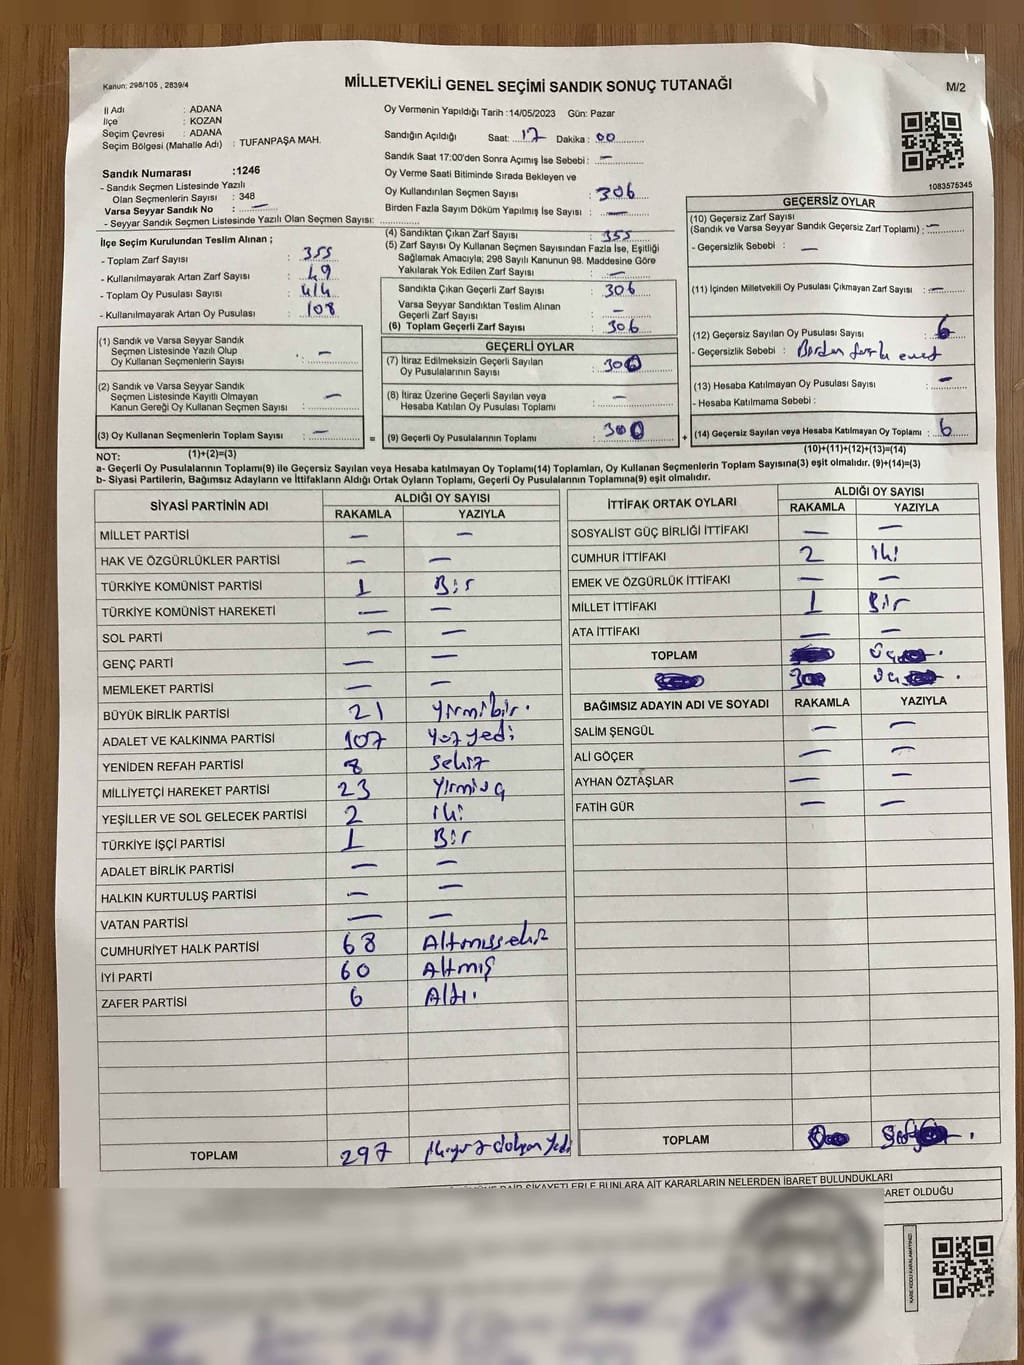 Kanun; 298/105 , 2839/4
MİLLETVEKİLİ GENEL SEÇİMİ SANDIK SONUÇ TUTANAĞI
M/2
İl Adı : ADANA
İlçe : KOZAN
Seçim Çevresi : ADANA
Seçim Bölgesi (Mahalle Adı) : TUFANPAŞA MAH.
Sandık Numarası :1246
- Sandık Seçmen Listesinde Yazılı
Olan Seçmenlerin Sayısı : 348
Varsa Seyyar Sandık No : —
- Seyyar Sandık Seçmen Listesinde Yazılı Olan Seçmen Sayısı:
Oy Vermenin Yapıldığı Tarih :14/05/2023 Gün: Pazar
Sandığın Açıldığı Saat: 17 Dakika : 00
Sandık Saat 17:00'den Sonra Açımış İse Sebebi : —
Oy Verme Saati Bitiminde Sırada Bekleyen ve
Oy Kullandırılan Seçmen Sayısı : 306
Birden Fazla Sayım Döküm Yapılmış İse Sayısı : —
1083575345
İlçe Seçim Kurulundan Teslim Alınan ;
- Toplam Zarf Sayısı : 355
- Kullanılmayarak Artan Zarf Sayısı : 49
- Toplam Oy Pusulası Sayısı : 414
- Kullanılmayarak Artan Oy Pusulası : 108
(1) Sandık ve Varsa Seyyar Sandık
Seçmen Listesinde Yazılı Olup
Oy Kullanan Seçmenlerin Sayısı : —
(2) Sandık ve Varsa Seyyar Sandık
Seçmen Listesinde Kayıtlı Olmayan
Kanun Gereği Oy Kullanan Seçmen Sayısı : —
(3) Oy Kullanan Seçmenlerin Toplam Sayısı : —
(4) Sandıktan Çıkan Zarf Sayısı : 355
(5) Zarf Sayısı Oy Kullanan Seçmen Sayısından Fazla İse, Eşitliği
Sağlamak Amacıyla; 298 Sayılı Kanunun 98. Maddesine Göre
Yakılarak Yok Edilen Zarf Sayısı : —
Sandıkta Çıkan Geçerli Zarf Sayısı : 306
Varsa Seyyar Sandıktan Teslim Alınan
Geçerli Zarf Sayısı : —
(6) Toplam Geçerli Zarf Sayısı : 306
GEÇERLİ OYLAR
(7) İtiraz Edilmeksizin Geçerli Sayılan
Oy Pusulalarının Sayısı : 300
(8) İtiraz Üzerine Geçerli Sayılan veya
Hesaba Katılan Oy Pusulası Toplamı : —
= (9) Geçerli Oy Pusulalarının Toplamı : 300
GEÇERSİZ OYLAR
(10) Geçersiz Zarf Sayısı
(Sandık ve Varsa Seyyar Sandık Geçersiz Zarf Toplamı) : —
- Geçersizlik Sebebi : —
(11) İçinden Milletvekili Oy Pusulası Çıkmayan Zarf Sayısı : —
(12) Geçersiz Sayılan Oy Pusulası Sayısı : 6
- Geçersizlik Sebebi : Birden fazla evet
(13) Hesaba Katılmayan Oy Pusulası Sayısı : —
- Hesaba Katılmama Sebebi :
+ (14) Geçersiz Sayılan veya Hesaba Katılmayan Oy Toplamı : 6
NOT: (1)+(2)=(3)
(10)+(11)+(12)+(13)=(14)
a- Geçerli Oy Pusulalarının Toplamı(9) ile Geçersiz Sayılan veya Hesaba katılmayan Oy Toplamı(14) Toplamları, Oy Kullanan Seçmenlerin Toplam Sayısına(3) eşit olmalıdır. (9)+(14)=(3)
b- Siyasi Partilerin, Bağımsız Adayların ve İttifakların Aldığı Ortak Oyların Toplamı, Geçerli Oy Pusulalarının Toplamına(9) eşit olmalıdır.
SİYASİ PARTİNİN ADI
ALDIĞI OY SAYISI
RAKAMLA YAZIYLA
MİLLET PARTİSİ — —
HAK VE ÖZGÜRLÜKLER PARTİSİ — —
TÜRKİYE KOMÜNİST PARTİSİ 1 Bir
TÜRKİYE KOMÜNİST HAREKETİ — —
SOL PARTİ — —
GENÇ PARTİ — —
MEMLEKET PARTİSİ — —
BÜYÜK BİRLİK PARTİSİ 21 Yirmibir.
ADALET VE KALKINMA PARTİSİ 107 Yüzyedi
YENİDEN REFAH PARTİSİ 8 Sekiz
MİLLİYETÇİ HAREKET PARTİSİ 23 Yirmiüç
YEŞİLLER VE SOL GELECEK PARTİSİ 2 iki
TÜRKİYE İŞÇİ PARTİSİ 1 Bir
ADALET BİRLİK PARTİSİ — —
HALKIN KURTULUŞ PARTİSİ — —
VATAN PARTİSİ — —
CUMHURİYET HALK PARTİSİ 68 Altmışsekiz
İYİ PARTİ 60 Altmış
ZAFER PARTİSİ 6 Altı.
TOPLAM 297 ikiyüz doksan yedi
İTTİFAK ORTAK OYLARI
ALDIĞI OY SAYISI
RAKAMLA YAZIYLA
SOSYALİST GÜÇ BİRLİĞİ İTTİFAKI — —
CUMHUR İTTİFAKI 2 iki
EMEK VE ÖZGÜRLÜK İTTİFAKI — —
MİLLET İTTİFAKI 1 Bir
ATA İTTİFAKI — —
TOPLAM
BAĞIMSIZ ADAYIN ADI VE SOYADI RAKAMLA YAZIYLA
SALİM ŞENGÜL — —
ALİ GÖÇER — —
AYHAN ÖZTAŞLAR — —
FATİH GÜR — —
TOPLAM
ŞİKAYETLERLE BUNLARA AİT KARARLARIN NELERDEN İBARET BULUNDUKLARI
ARET OLDUĞU